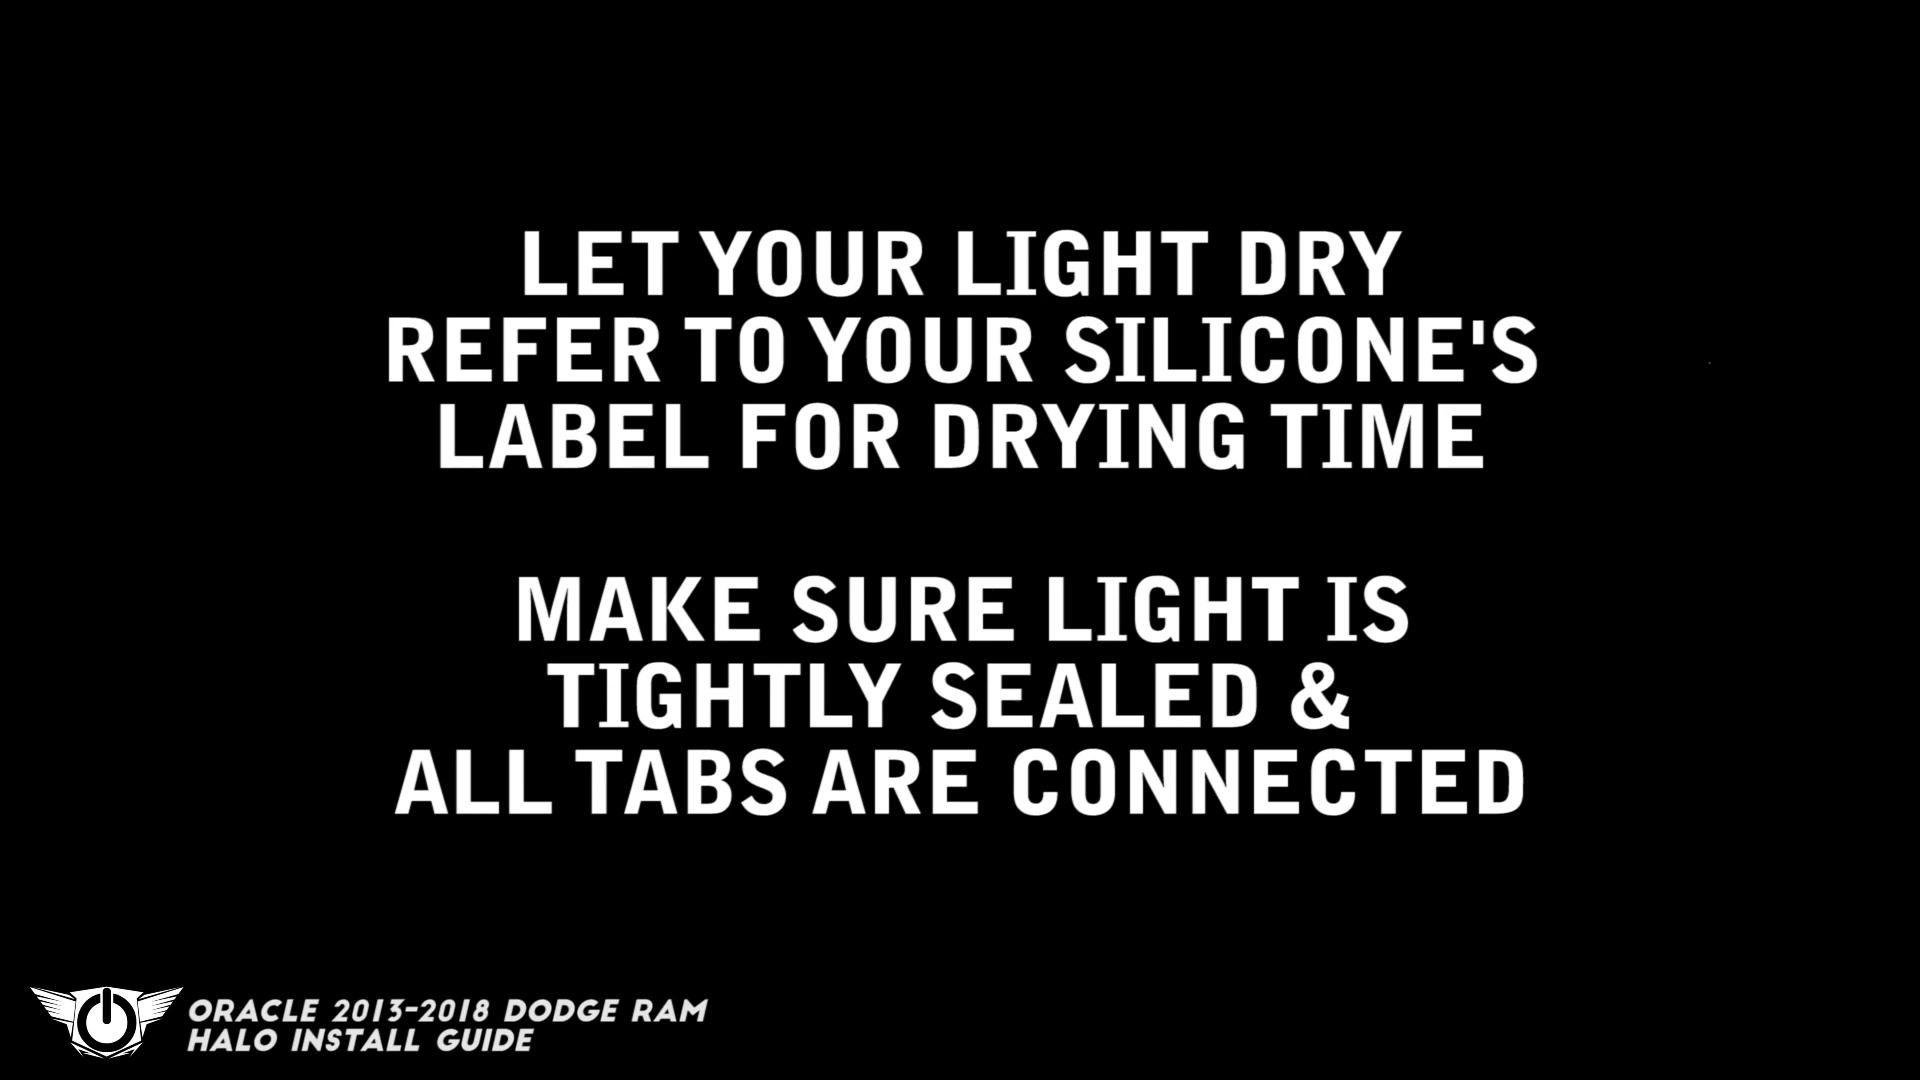 LET YOUR LIGHT DRY
REFER TO YOUR SILICONE'S
LABEL FOR DRYING TIME
MAKE SURE LIGHT IS
TIGHTLY SEALED &
ALL TABS ARE CONNECTED
ORACLE 2013-2018 DODGE RAM
HALO INSTALL GUIDE